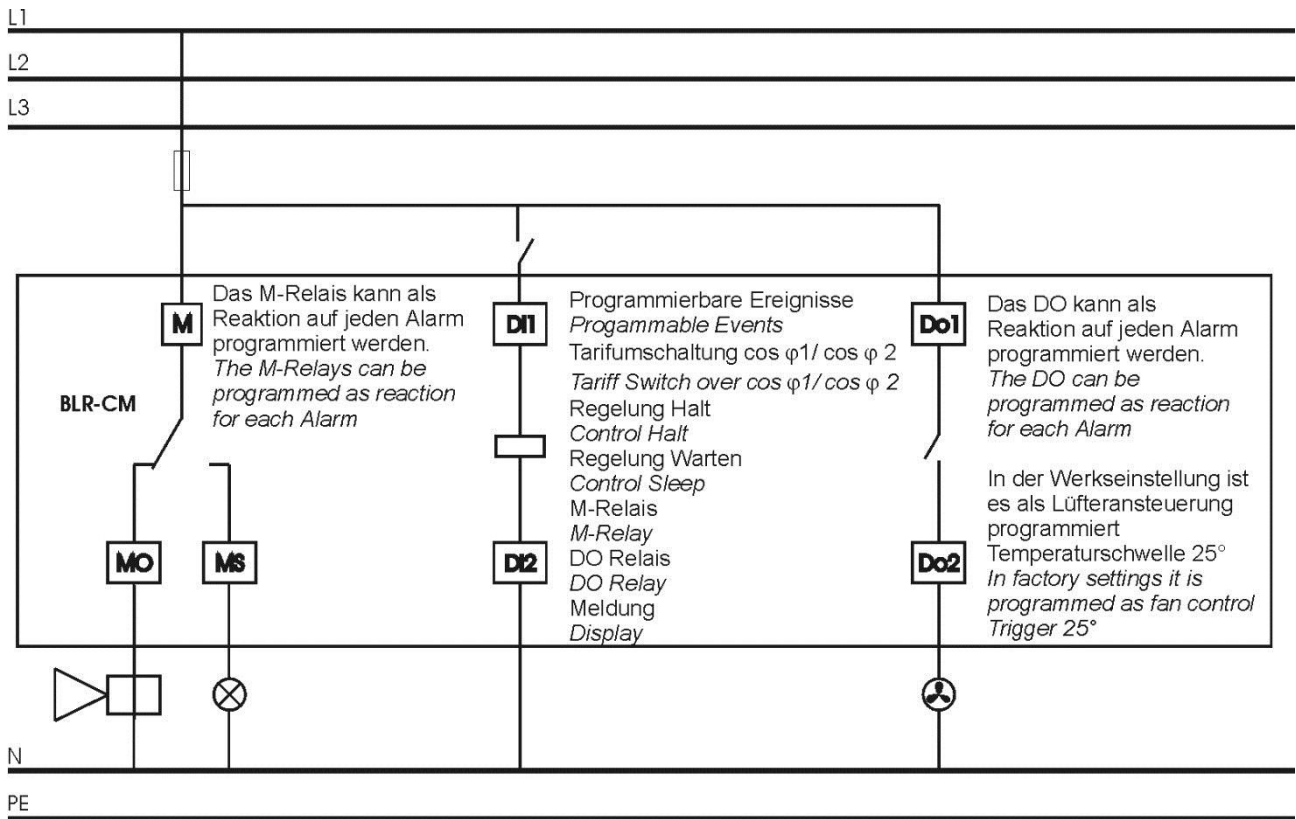 L1
L2
L3
M
Das M-Relais kann als
Reaktion auf jeden Alarm
programmiert werden.
The M-Relays can be
programmed as reaction
for each Alarm
BLR-CM
MO
MS
DI1
DI2
Programmierbare Ereignisse
Progammable Events
Tarifumschaltung cos φ1/ cos φ 2
Tariff Switch over cos φ1/ cos φ 2
Regelung Halt
Control Halt
Regelung Warten
Control Sleep
M-Relais
M-Relay
DO Relais
DO Relay
Meldung
Display
Do1
Do2
Das DO kann als
Reaktion auf jeden Alarm
programmiert werden.
The DO can be
programmed as reaction
for each Alarm
In der Werkseinstellung ist
es als Lüfteransteuerung
programmiert
Temperaturschwelle 25°
In factory settings it is
programmed as fan control
Trigger 25°
N
PE